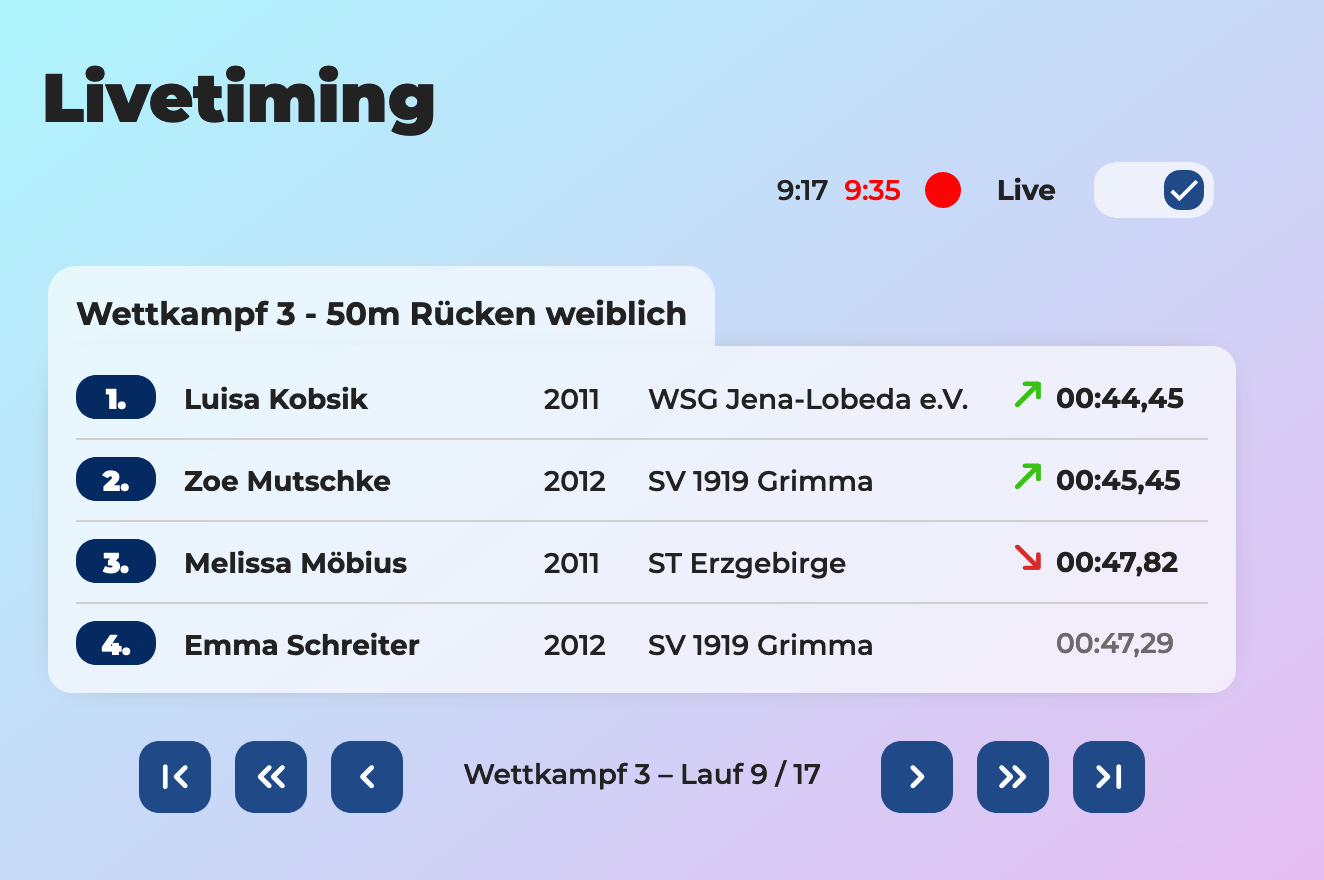 Livetiming
9:17 9:35 Live
Wettkampf 3 - 50m Rücken weiblich
1. Luisa Kobsik 2011 WSG Jena-Lobeda e.V. 00:44,45
2. Zoe Mutschke 2012 SV 1919 Grimma 00:45,45
3. Melissa Möbius 2011 ST Erzgebirge 00:47,82
4. Emma Schreiter 2012 SV 1919 Grimma 00:47,29
Wettkampf 3 – Lauf 9 / 17